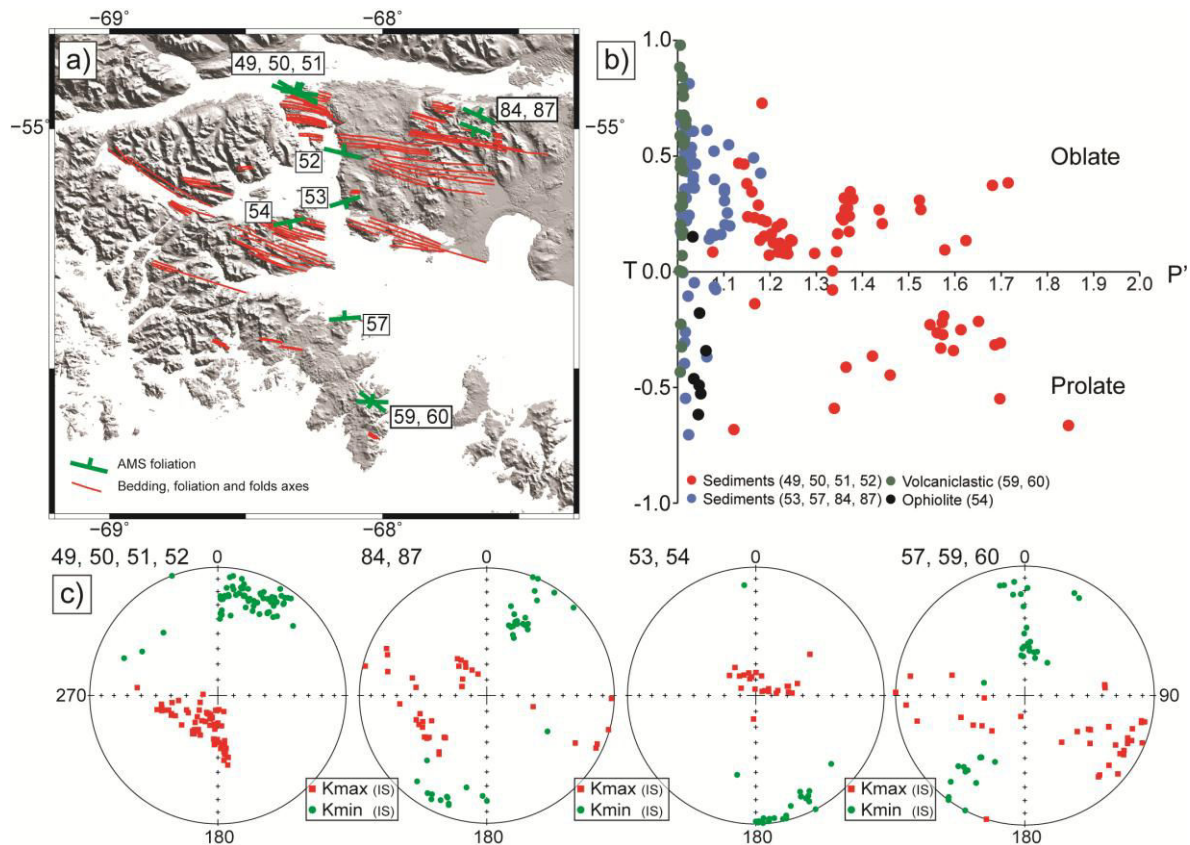 −69 −68
a)
49, 50, 51
84, 87
−55
52
53
54
57
59, 60
AMS foliation
Bedding, foliation and folds axes
−69 −68
b)
1.0
0.5
T 0.0
-0.5
-1.0
1.1 1.2 1.3 1.4 1.5 1.6 1.7 1.8 1.9 2.0 P'
Oblate
Prolate
Sediments (49, 50, 51, 52) Volcaniclastic (59, 60)
Sediments (53, 57, 84, 87) Ophiolite (54)
c)
49, 50, 51, 52 0
270
180
84, 87 0
180
Kmax (IS)
Kmin (IS)
53, 54 0
180
Kmax (IS)
Kmin (IS)
57, 59, 60 0
90
180